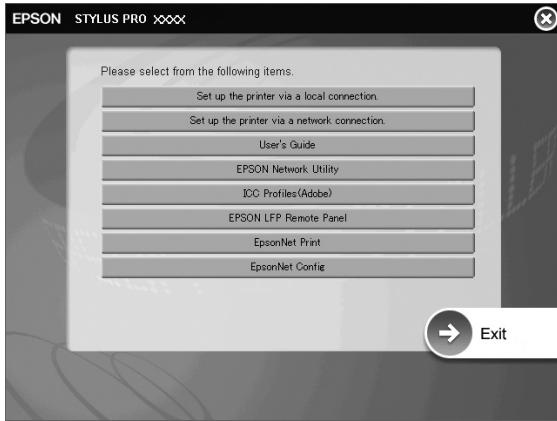 EPSON STYLUS PRO XXXX
Please select from the following items.
Set up the printer via a local connection.
Set up the printer via a network connection.
User's Guide
EPSON Network Utility
ICC Profiles(Adobe)
EPSON LFP Remote Panel
EpsonNet Print
EpsonNet Config
Exit